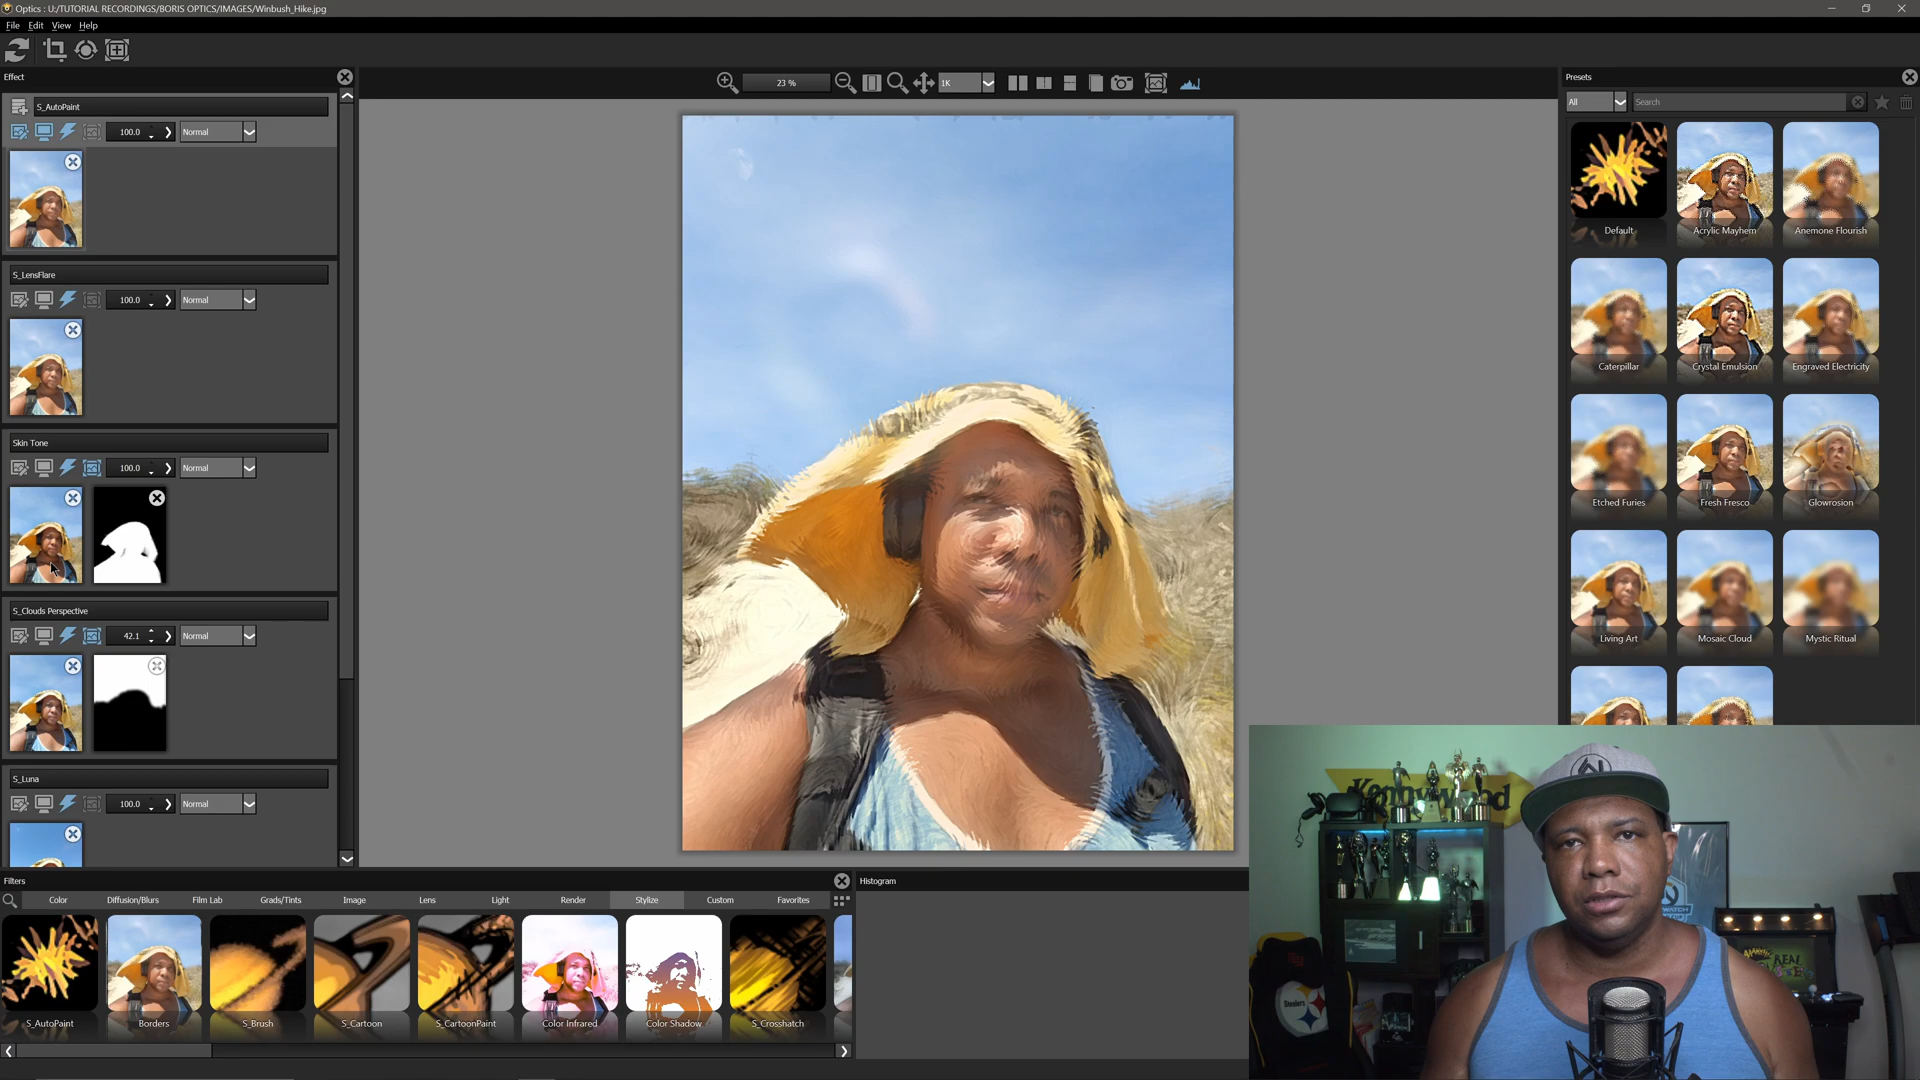 Optics : U:/TUTORIAL RECORDINGS/BORIS OPTICS/IMAGES/Winbush_Hike.jpg
File Edit View Help
Effect
23 %
1K
Presets
All
Search
S_AutoPaint
100.0
Normal
S_LensFlare
100.0
Normal
Skin Tone
100.0
Normal
S_Clouds Perspective
42.1
Normal
S_Luna
100.0
Normal
Default
Acrylic Mayhem
Anemone Flourish
Caterpillar
Crystal Emulsion
Engraved Electricity
Etched Furies
Fresh Fresco
Glowrosion
Living Art
Mosaic Cloud
Mystic Ritual
Filters
Histogram
Color
Diffusion/Blurs
Film Lab
Grads/Tints
Image
Lens
Light
Render
Stylize
Custom
Favorites
S_AutoPaint
Borders
S_Brush
S_Cartoon
S_CartoonPaint
Color Infrared
Color Shadow
S_Crosshatch
Kennywood
Steelers
REAL